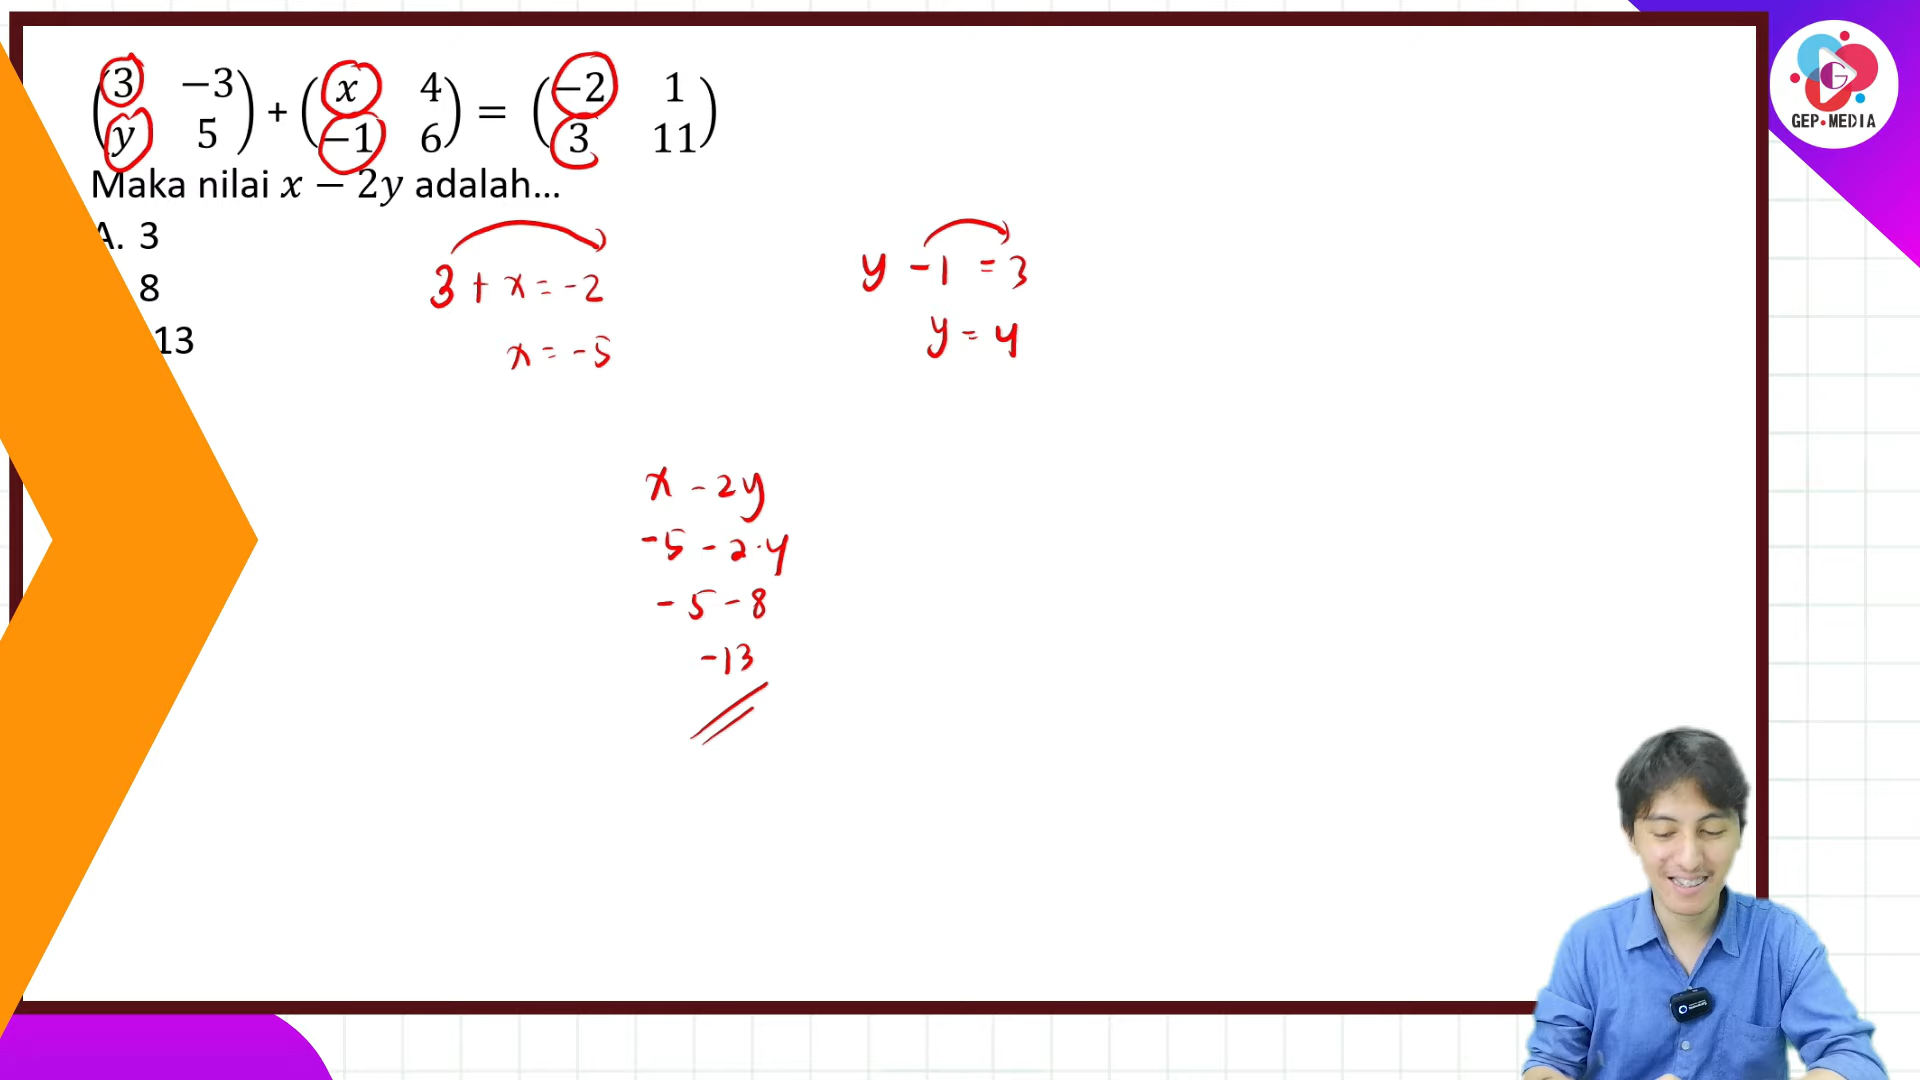 (3 −3
y 5) + (x 4
−1 6) = (−2 1
3 11)
Maka nilai x − 2y adalah...
A. 3
8
13
3 + x = -2
x = -5
y - 1 = 3
y = 4
x - 2y
-5 - 2·4
-5 - 8
-13
GEP•MEDIA